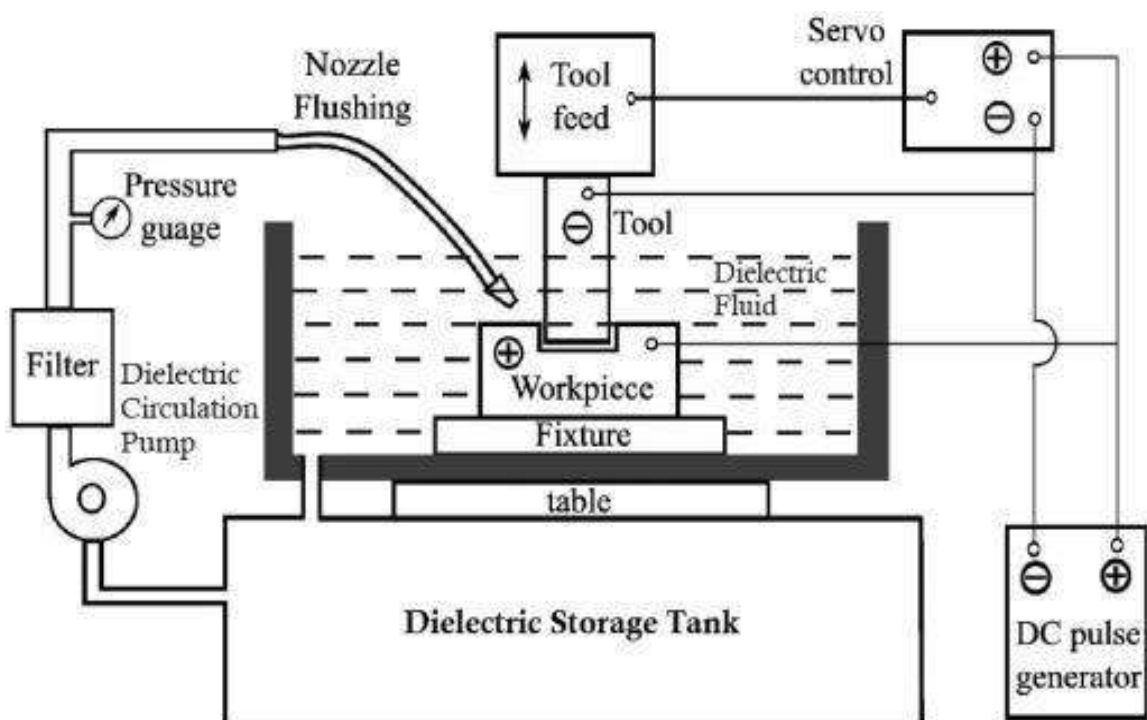 Nozzle
Flushing
Tool
feed
Servo
control
+
−
Pressure
guage
−
Tool
Dielectric
Fluid
Filter
Dielectric
Circulation
Pump
+
Workpiece
Fixture
table
Dielectric Storage Tank
−
+
DC pulse
generator